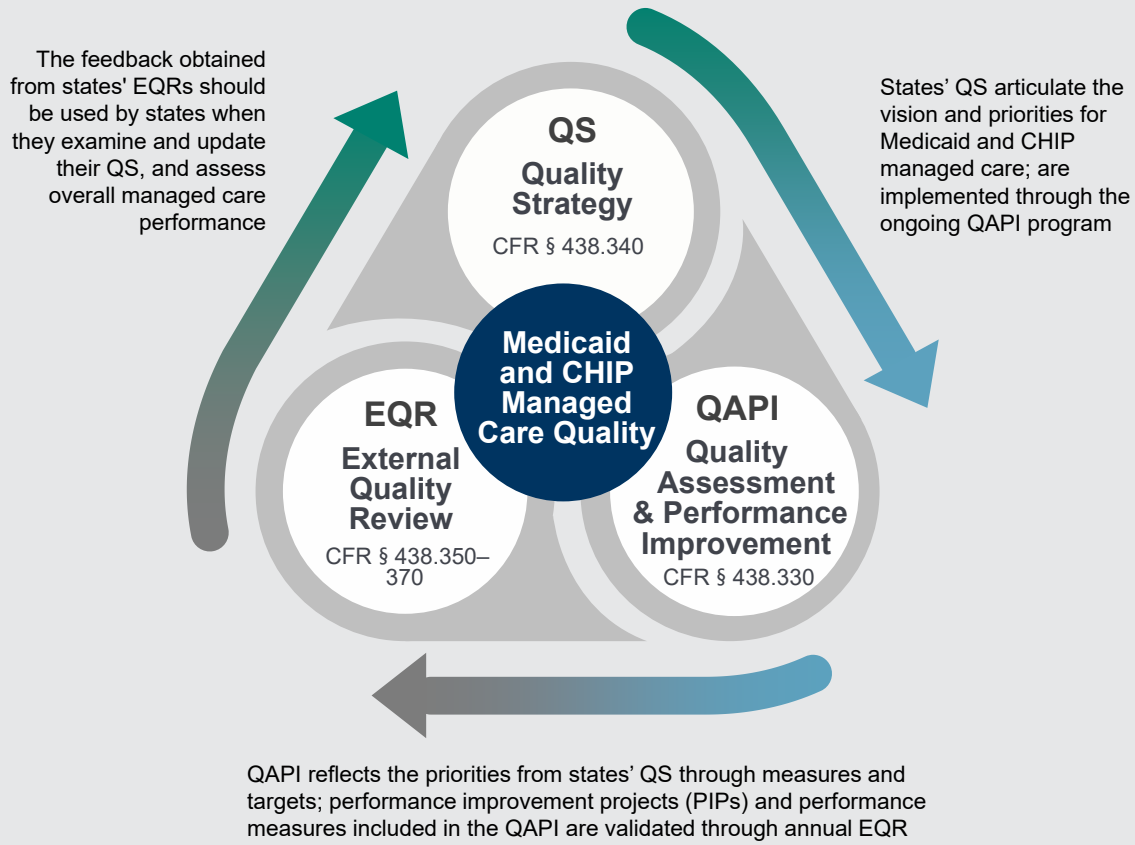 The feedback obtained
from states' EQRs should
be used by states when
they examine and update
their QS, and assess
overall managed care
performance
QS
Quality
Strategy
CFR § 438.340
States’ QS articulate the
vision and priorities for
Medicaid and CHIP
managed care; are
implemented through the
ongoing QAPI program
Medicaid
and CHIP
Managed
Care Quality
EQR
External
Quality
Review
CFR § 438.350–
370
QAPI
Quality
Assessment
& Performance
Improvement
CFR § 438.330
QAPI reflects the priorities from states’ QS through measures and
targets; performance improvement projects (PIPs) and performance
measures included in the QAPI are validated through annual EQR